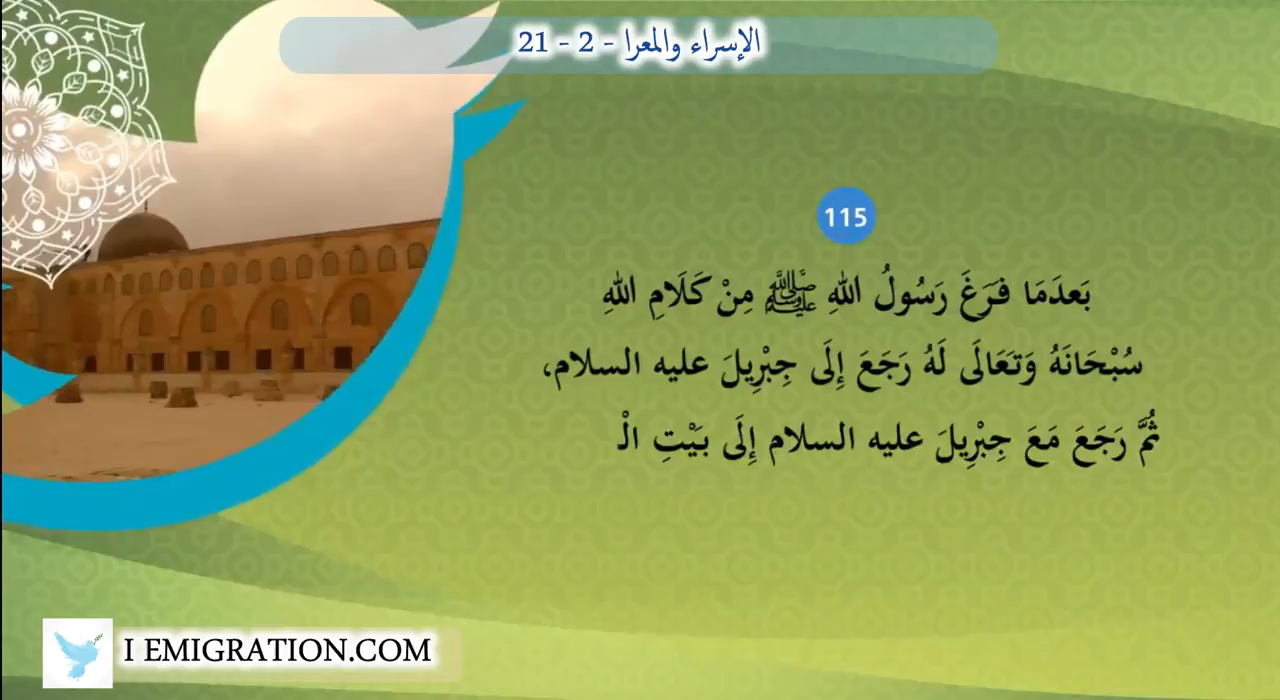 الإسراء والمعرا - 2 - 21
115
بَعدَمَا فَرَغَ رَسُولُ اللهِ ﷺ مِنْ كَلَامِ اللهِ
سُبْحَانَهُ وَتَعَالَى لَهُ رَجَعَ إِلَى جِبْرِيلَ عليه السلام،
ثُمَّ رَجَعَ مَعَ جِبْرِيلَ عليه السلام إِلَى بَيْتِ الْ
I EMIGRATION.COM